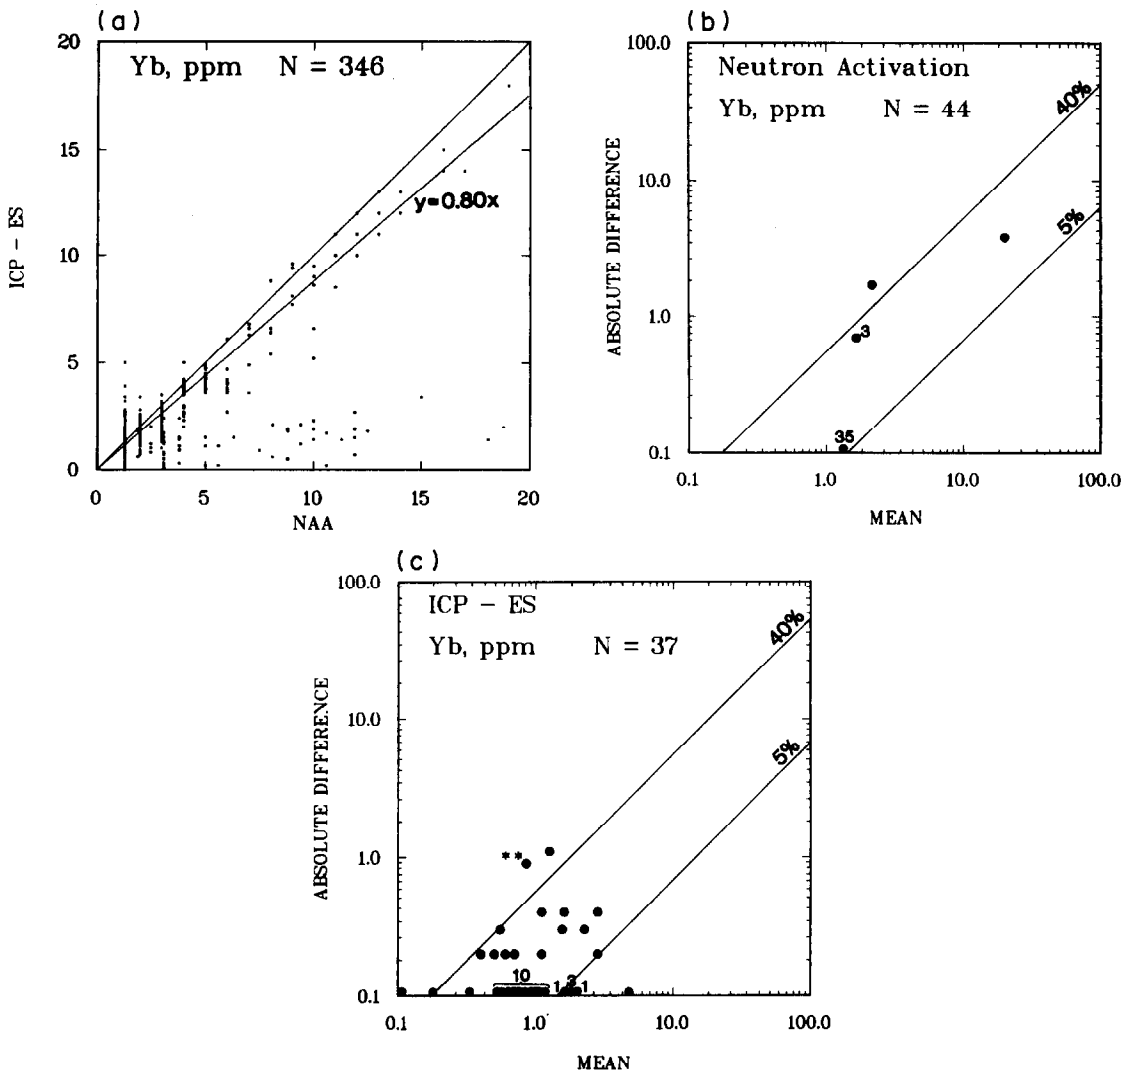 (a)
Yb, ppm N = 346
20
15
10
5
0
ICP - ES
y=0.80x
0 5 10 15 20
NAA
(b)
Neutron Activation
Yb, ppm N = 44
100.0
10.0
1.0
0.1
ABSOLUTE DIFFERENCE
40%
5%
3
35
0.1 1.0 10.0 100.0
MEAN
(c)
ICP - ES
Yb, ppm N = 37
100.0
10.0
1.0
0.1
ABSOLUTE DIFFERENCE
40%
5%
**
10
1 2 1
0.1 1.0 10.0 100.0
MEAN